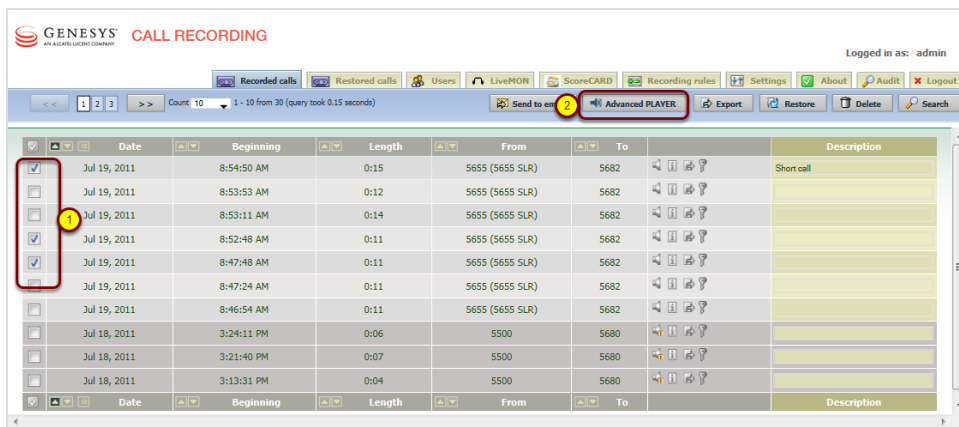 GENESYS CALL RECORDING
AN ALCATEL-LUCENT COMPANY
Logged in as: admin
Recorded calls Restored calls Users LiveMON ScoreCARD Recording rules Settings About Audit Logout
<< 1 2 3 >> Count 10 1 - 10 from 30 (query took 0.15 seconds) Send to em 2 Advanced PLAYER Export Restore Delete Search
Date Beginning Length From To Description
Jul 19, 2011 8:54:50 AM 0:15 5655 (5655 SLR) 5682 Short call
Jul 19, 2011 8:53:53 AM 0:12 5655 (5655 SLR) 5682
1 Jul 19, 2011 8:53:11 AM 0:14 5655 (5655 SLR) 5682
Jul 19, 2011 8:52:48 AM 0:11 5655 (5655 SLR) 5682
Jul 19, 2011 8:47:48 AM 0:11 5655 (5655 SLR) 5682
Jul 19, 2011 8:47:24 AM 0:11 5655 (5655 SLR) 5682
Jul 19, 2011 8:46:54 AM 0:11 5655 (5655 SLR) 5682
Jul 18, 2011 3:24:11 PM 0:06 5500 5680
Jul 18, 2011 3:21:40 PM 0:07 5500 5680
Jul 18, 2011 3:13:31 PM 0:04 5500 5680
Date Beginning Length From To Description